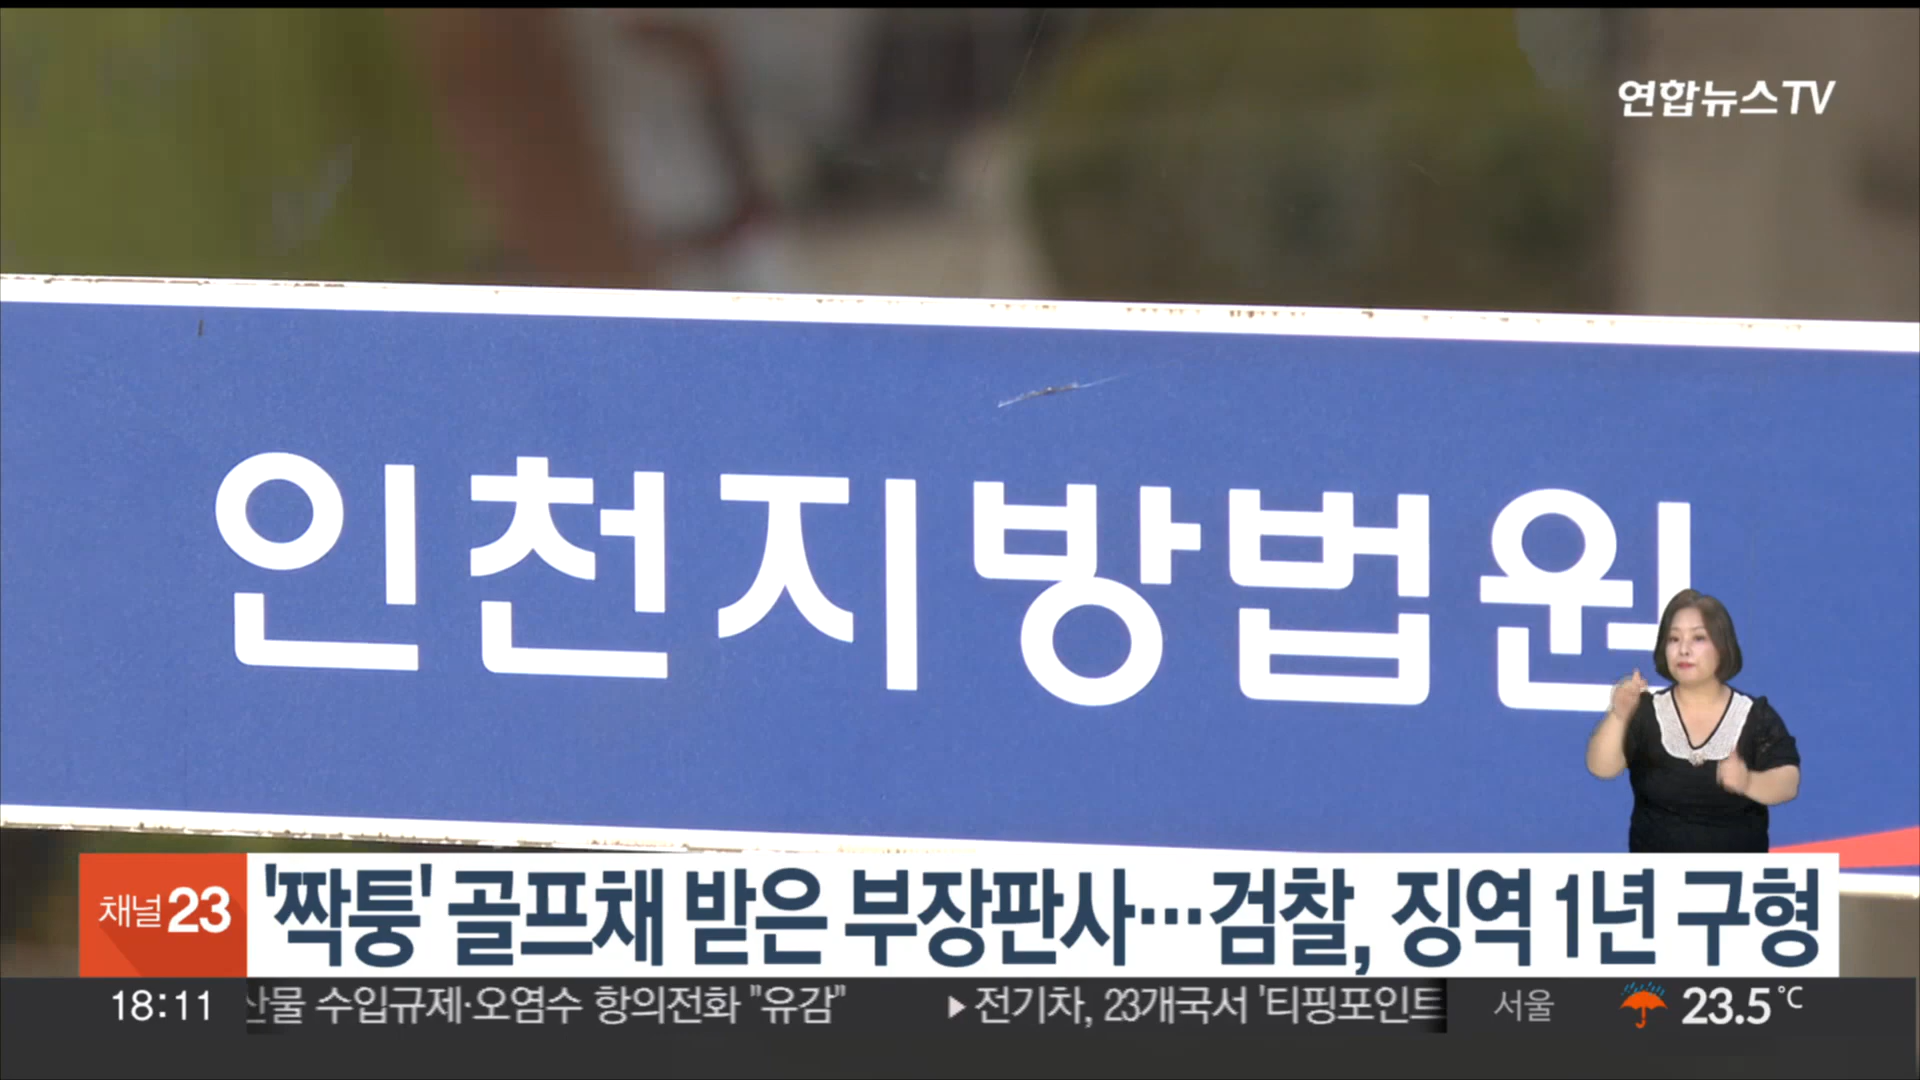 연합뉴스TV
인천지방법원
채널 23
'짝퉁' 골프채 받은 부장판사…검찰, 징역 1년 구형
18:11
산물 수입규제·오염수 항의전화 "유감" ▶전기차, 23개국서 '티핑포인트
서울 23.5℃